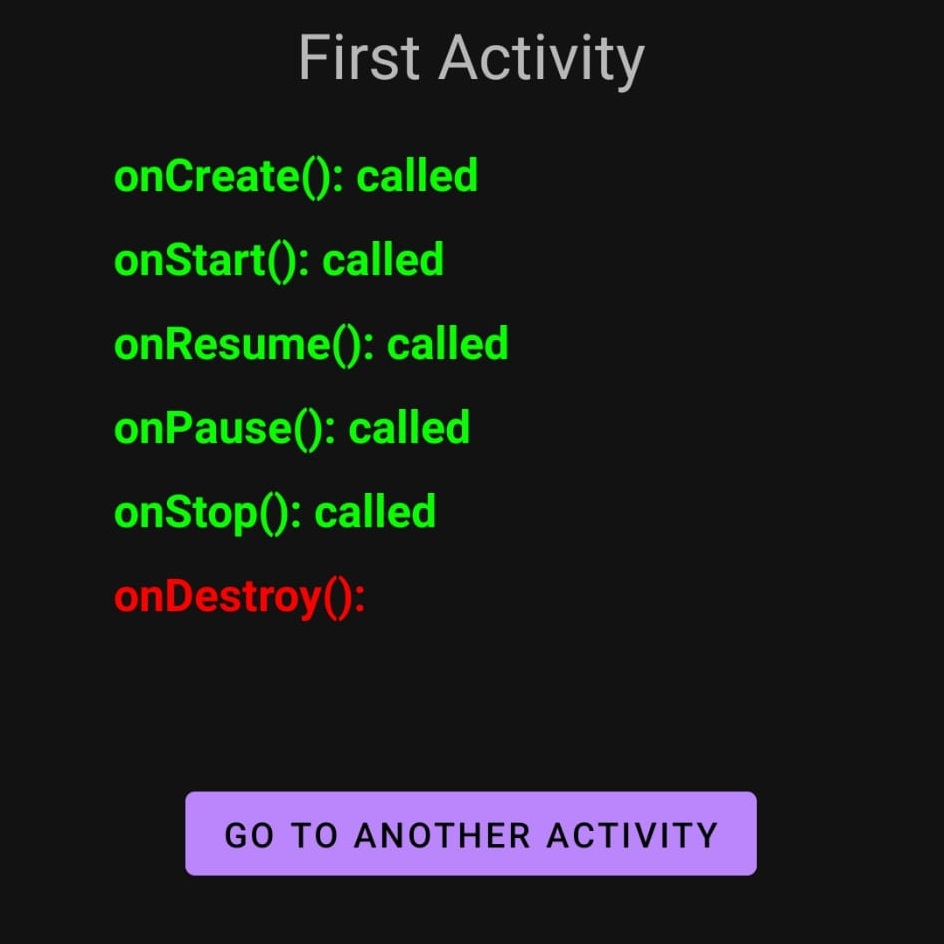 First Activity
onCreate(): called
onStart(): called
onResume(): called
onPause(): called
onStop(): called
onDestroy():
GO TO ANOTHER ACTIVITY